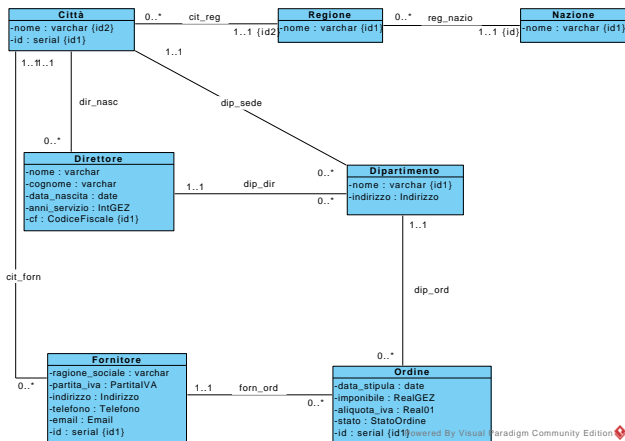 Città
-nome : varchar {id2}
-id : serial {id1}
0..*
cit_reg
1..1 {id2}
Regione
-nome : varchar {id1}
0..*
reg_nazio
1..1 {id}
Nazione
-nome : varchar {id1}
1..1
1..1
1..1
dir_nasc
dip_sede
0..*
0..*
Direttore
-nome : varchar
-cognome : varchar
-data_nascita : date
-anni_servizio : IntGEZ
-cf : CodiceFiscale {id1}
1..1
dip_dir
0..*
Dipartimento
-nome : varchar {id1}
-indirizzo : Indirizzo
1..1
cit_forn
dip_ord
0..*
0..*
Fornitore
-ragione_sociale : varchar
-partita_iva : PartitaIVA
-indirizzo : Indirizzo
-telefono : Telefono
-email : Email
-id : serial {id1}
1..1
forn_ord
0..*
Ordine
-data_stipula : date
-imponibile : RealGEZ
-aliquota_iva : Real01
-stato : StatoOrdine
-id : serial {id1}
Powered By Visual Paradigm Community Edition